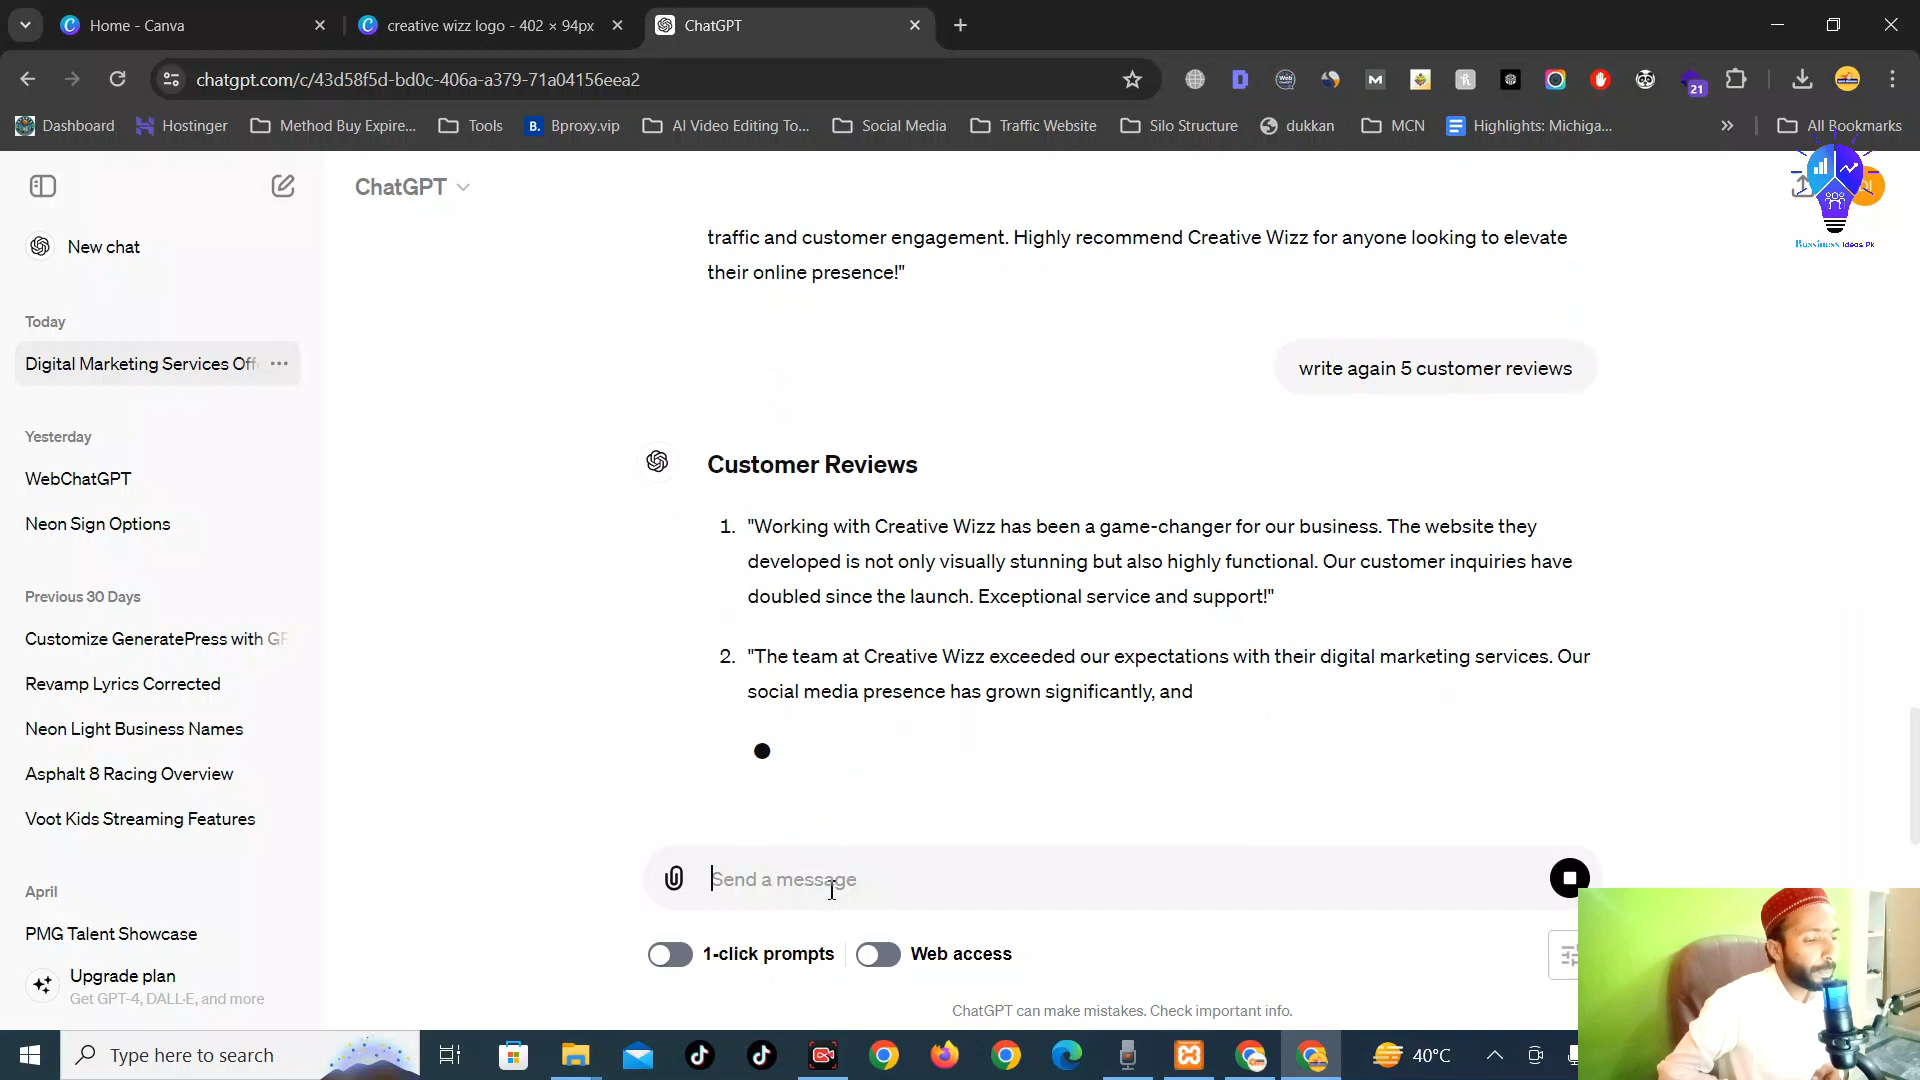 Home - Canva
creative wizz logo - 402 × 94px
ChatGPT
chatgpt.com/c/43d58f5d-bd0c-406a-a379-71a04156eea2
21
Dashboard
Hostinger
Method Buy Expire...
Tools
B. Bproxy.vip
AI Video Editing To...
Social Media
Traffic Website
Silo Structure
dukkan
MCN
Highlights: Michiga...
All Bookmarks
ChatGPT
Bussiness Ideas Pk
New chat
Today
Digital Marketing Services Off
Yesterday
WebChatGPT
Neon Sign Options
Previous 30 Days
Customize GeneratePress with GP
Revamp Lyrics Corrected
Neon Light Business Names
Asphalt 8 Racing Overview
Voot Kids Streaming Features
April
PMG Talent Showcase
Upgrade plan
Get GPT-4, DALL·E, and more
traffic and customer engagement. Highly recommend Creative Wizz for anyone looking to elevate
their online presence!"
write again 5 customer reviews
Customer Reviews
1. "Working with Creative Wizz has been a game-changer for our business. The website they
developed is not only visually stunning but also highly functional. Our customer inquiries have
doubled since the launch. Exceptional service and support!"
2. "The team at Creative Wizz exceeded our expectations with their digital marketing services. Our
social media presence has grown significantly, and
Send a message
1-click prompts
Web access
ChatGPT can make mistakes. Check important info.
Type here to search
40°C